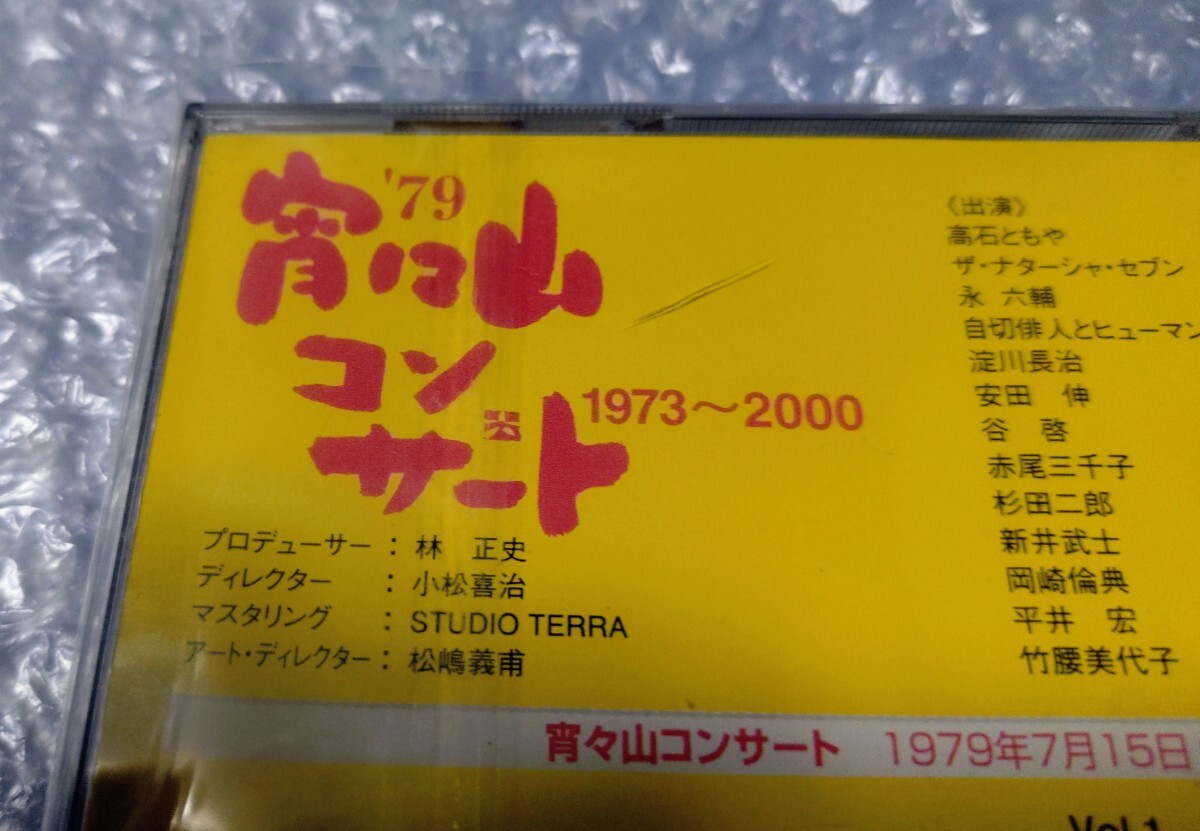 '79
宵々山
コン
サート
1973～2000
プロデューサー：林　正史
ディレクター　：小松喜治
マスタリング　：STUDIO TERRA
アート・ディレクター：松嶋義甫
《出演》
高石ともや
ザ・ナターシャ・セブン
永　六輔
自切俳人とヒューマン
淀川長治
安田　伸
谷　啓
赤尾三千子
杉田二郎
新井武士
岡崎倫典
平井　宏
竹腰美代子
宵々山コンサート　1979年7月15日
Vol.1